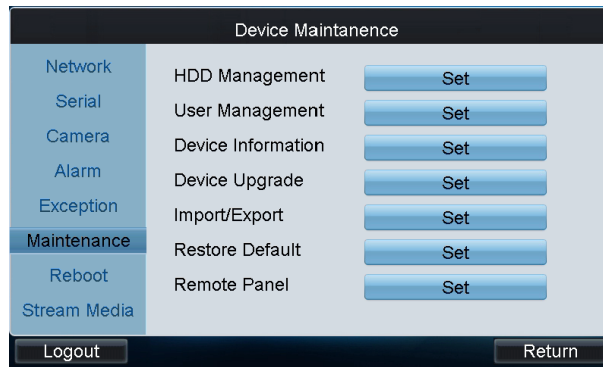 Device Maintanence
Network
Serial
Camera
Alarm
Exception
Maintenance
Reboot
Stream Media
HDD Management Set
User Management Set
Device Information Set
Device Upgrade Set
Import/Export Set
Restore Default Set
Remote Panel Set
Logout
Return